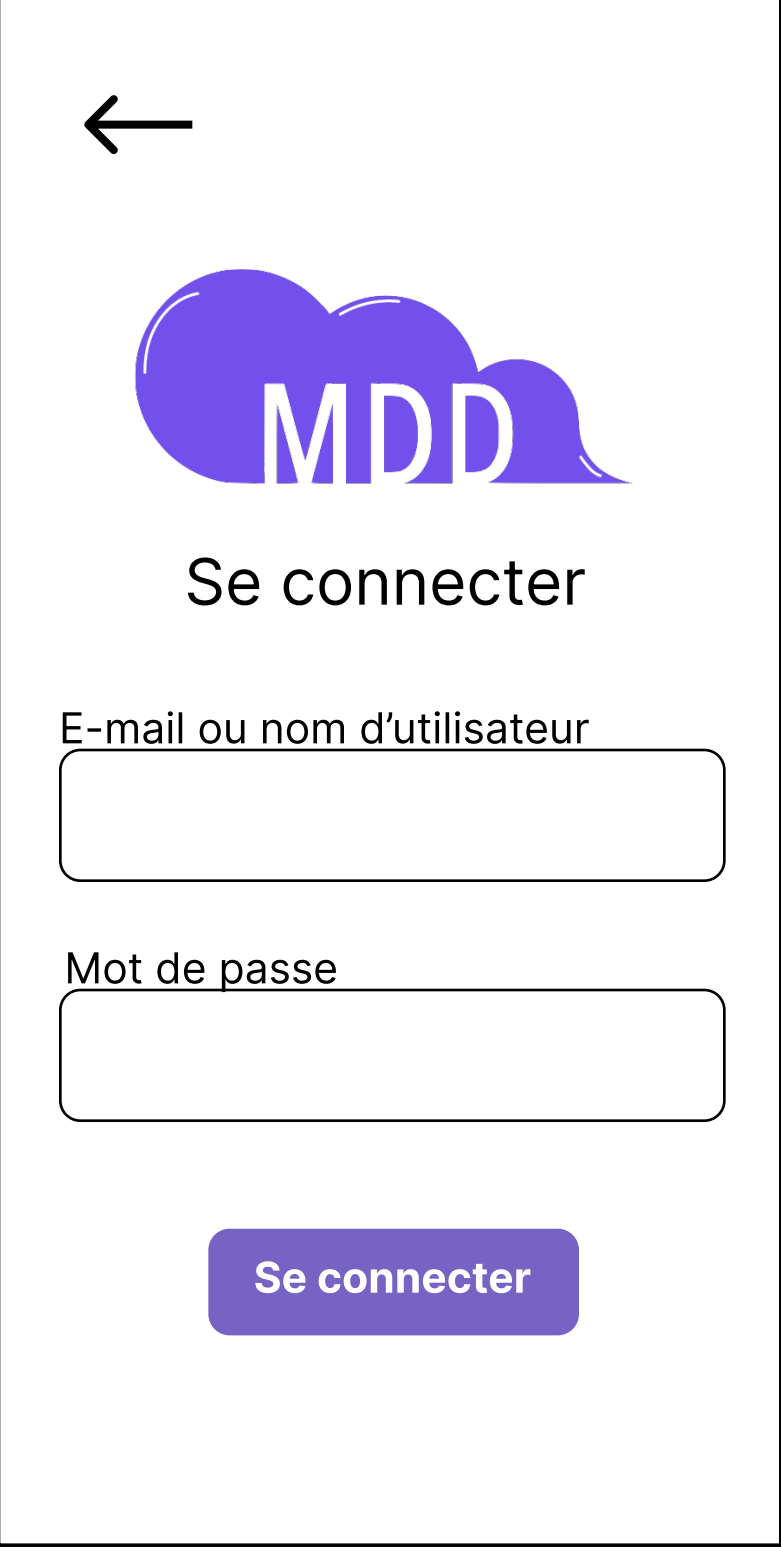 MDD
Se connecter
E-mail ou nom d’utilisateur
Mot de passe
Se connecter